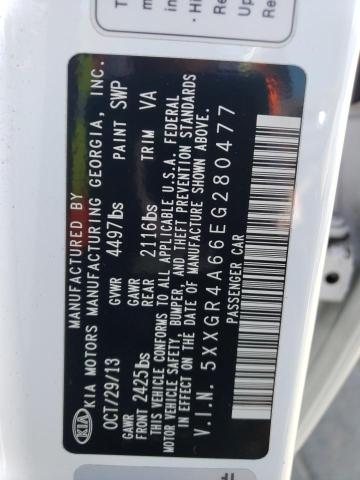 KIA
MANUFACTURED BY
KIA MOTORS MANUFACTURING GEORGIA, INC.
OCT/29/13 GVWR 4497lbs PAINT SWP
GAWR FRONT 2425lbs GAWR REAR 2116lbs TRIM VA
THIS VEHICLE CONFORMS TO ALL APPLICABLE U.S.A. FEDERAL
MOTOR VEHICLE SAFETY, BUMPER, AND THEFT PREVENTION STANDARDS
IN EFFECT ON THE DATE OF MANUFACTURE SHOWN ABOVE.
V.I.N. 5XXGR4A66EG280477
PASSENGER CAR